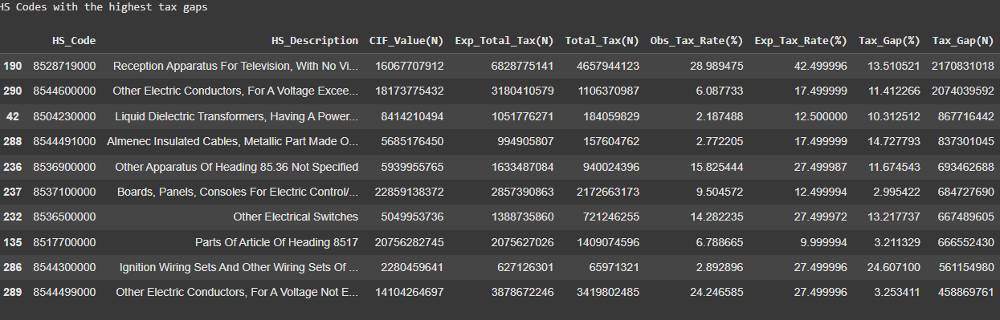 HS Codes with the highest tax gaps
HS_Code HS_Description CIF_Value(N) Exp_Total_Tax(N) Total_Tax(N) Obs_Tax_Rate(%) Exp_Tax_Rate(%) Tax_Gap(%) Tax_Gap(N)
190 8528719000 Reception Apparatus For Television, With No Vi... 16067707912 6828775141 4657944123 28.989475 42.499996 13.510521 2170831018
290 8544600000 Other Electric Conductors, For A Voltage Excee... 18173775432 3180410579 1106370987 6.087733 17.499999 11.412266 2074039592
42 8504230000 Liquid Dielectric Transformers, Having A Power... 8414210494 1051776271 184059829 2.187488 12.500000 10.312512 867716442
288 8544491000 Almenec Insulated Cables, Metallic Part Made O... 5685176450 994905807 157604762 2.772205 17.499999 14.727793 837301045
236 8536900000 Other Apparatus Of Heading 85.36 Not Specified 5939955765 1633487084 940024396 15.825444 27.499987 11.674543 693462688
237 8537100000 Boards, Panels, Consoles For Electric Control/... 22859138372 2857390863 2172663173 9.504572 12.499994 2.995422 684727690
232 8536500000 Other Electrical Switches 5049953736 1388735860 721246255 14.282235 27.499972 13.217737 667489605
135 8517700000 Parts Of Article Of Heading 8517 20756282745 2075627026 1409074596 6.788665 9.999994 3.211329 666552430
286 8544300000 Ignition Wiring Sets And Other Wiring Sets Of ... 2280459641 627126301 65971321 2.892896 27.499996 24.607100 561154980
289 8544499000 Other Electric Conductors, For A Voltage Not E... 14104264697 3878672246 3419802485 24.246585 27.499996 3.253411 458869761